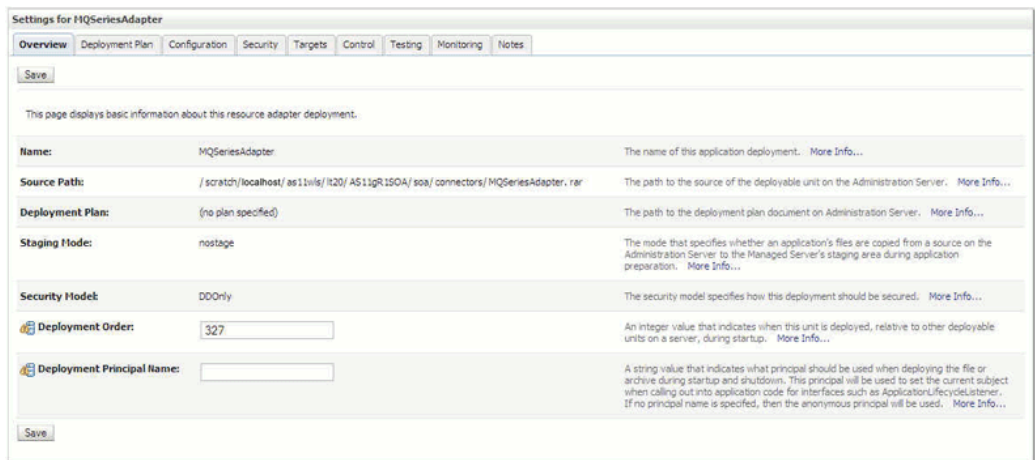 Settings for MQSeriesAdapter
Overview Deployment Plan Configuration Security Targets Control Testing Monitoring Notes
Save
This page displays basic information about this resource adapter deployment.
Name: MQSeriesAdapter The name of this application deployment. More Info...
Source Path: /scratch/localhost/as11wls/lt20/AS11gR1SOA/soa/connectors/MQSeriesAdapter.rar The path to the source of the deployable unit on the Administration Server. More Info...
Deployment Plan: (no plan specified) The path to the deployment plan document on Administration Server. More Info...
Staging Mode: nostage The mode that specifies whether an application's files are copied from a source on the
Administration Server to the Managed Server's staging area during application
preparation. More Info...
Security Model: DDOnly The security model specifies how this deployment should be secured. More Info...
Deployment Order: 327 An integer value that indicates when this unit is deployed, relative to other deployable
units on a server, during startup. More Info...
Deployment Principal Name: A string value that indicates what principal should be used when deploying the file or
archive during startup and shutdown. This principal will be used to set the current subject
when calling out into application code for interfaces such as ApplicationLifecycleListener.
If no principal name is specified, then the anonymous principal will be used. More Info...
Save